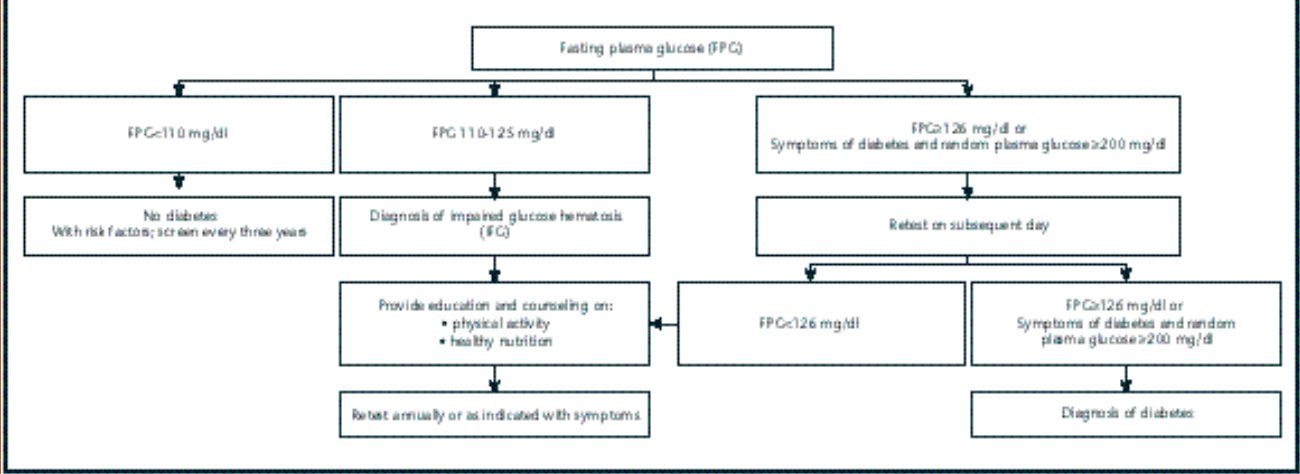 Fasting plasma glucose (FPG)
FPG<110 mg/dl
FPG 110-125 mg/dl
FPG≥126 mg/dl or
Symptoms of diabetes and random plasma glucose≥200 mg/dl
No diabetes
With risk factors; screen every three years
Diagnosis of impaired glucose hematosis
(IFG)
Retest on subsequent day
Provide education and counseling on:
• physical activity
• healthy nutrition
FPG<126 mg/dl
FPG≥126 mg/dl or
Symptoms of diabetes and random
plasma glucose≥200 mg/dl
Retest annually or as indicated with symptoms
Diagnosis of diabetes